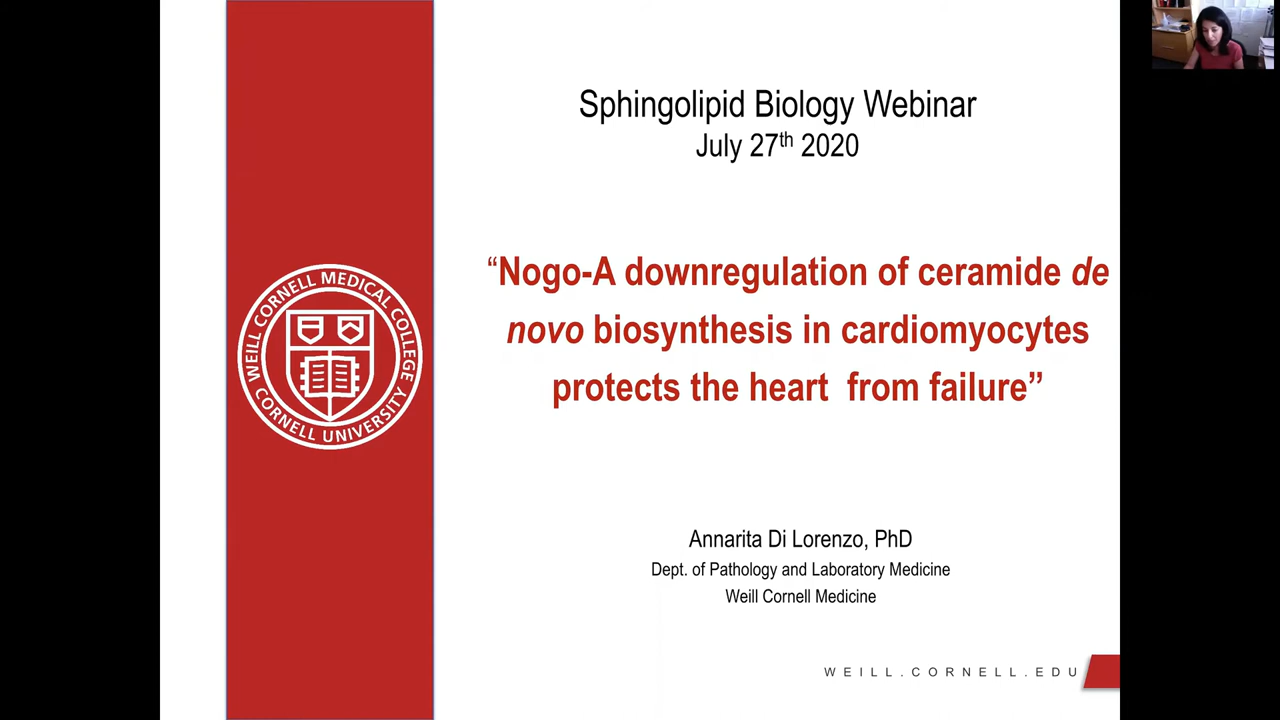 Sphingolipid Biology Webinar
July 27th 2020
“Nogo-A downregulation of ceramide de
novo biosynthesis in cardiomyocytes
protects the heart  from failure”
WEILL CORNELL MEDICAL COLLEGE
CORNELL UNIVERSITY
Annarita Di Lorenzo, PhD
Dept. of Pathology and Laboratory Medicine
Weill Cornell Medicine
WEILL.CORNELL.EDU